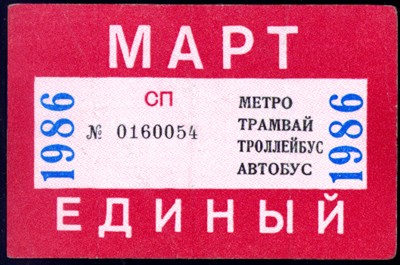 МАРТ
1986
СП
№ 0160054
МЕТРО
ТРАМВАЙ
ТРОЛЛЕЙБУС
АВТОБУС
1986
ЕДИНЫЙ